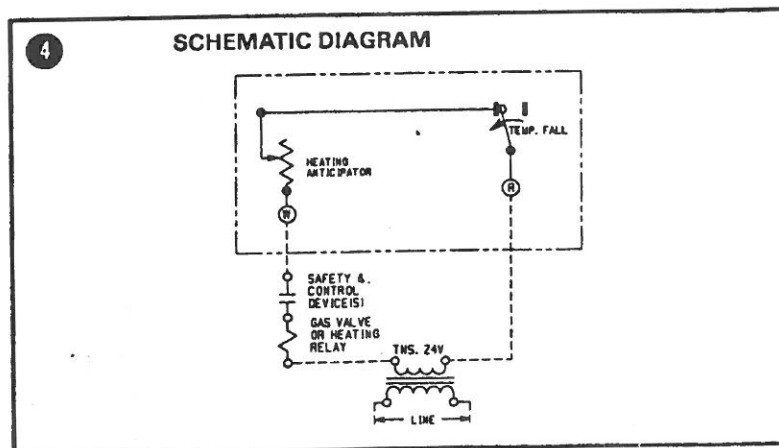 4
SCHEMATIC DIAGRAM
TEMP. FALL
HEATING
ANTICIPATOR
W
R
SAFETY &
CONTROL
DEVICE(S)
GAS VALVE
OR HEATING
RELAY
TNS. 24V
LINE